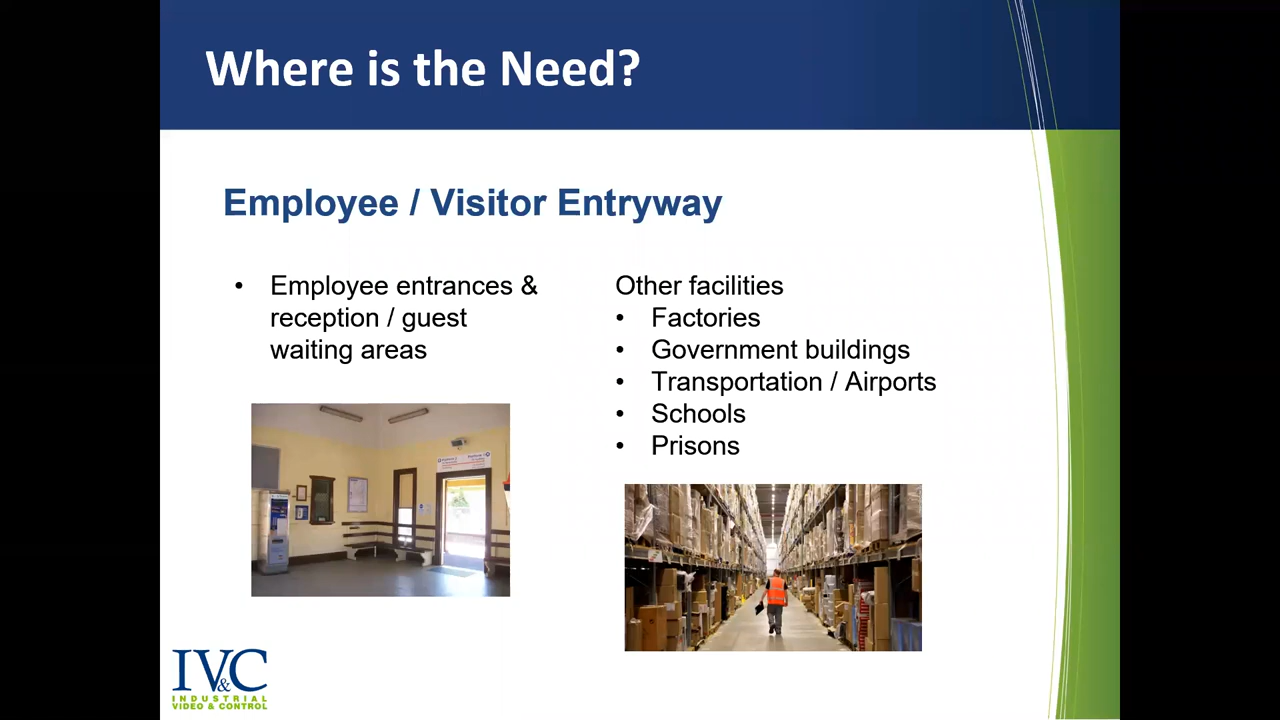 Where is the Need?
Employee / Visitor Entryway
• Employee entrances &
reception / guest
waiting areas
Other facilities
• Factories
• Government buildings
• Transportation / Airports
• Schools
• Prisons
IV&C
INDUSTRIAL
VIDEO & CONTROL